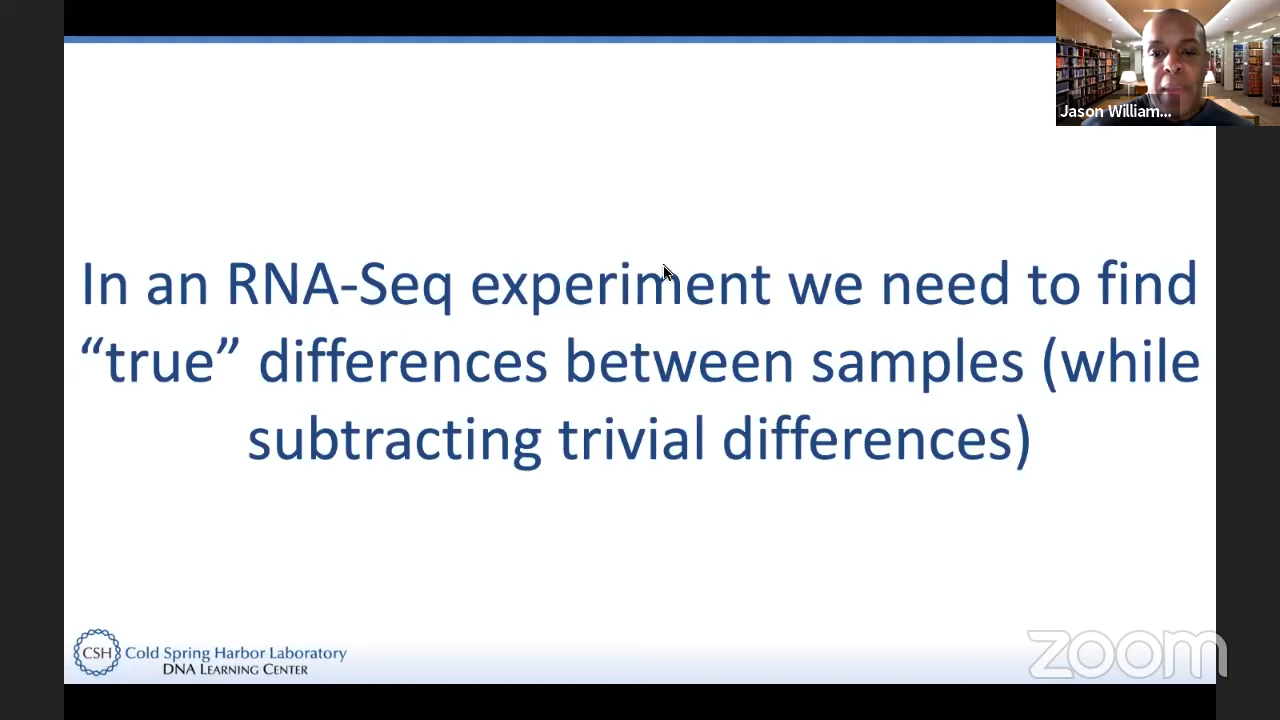 Jason William...
In an RNA-Seq experiment we need to find
“true” differences between samples (while
subtracting trivial differences)
CSH Cold Spring Harbor Laboratory
DNA LEARNING CENTER
zoom